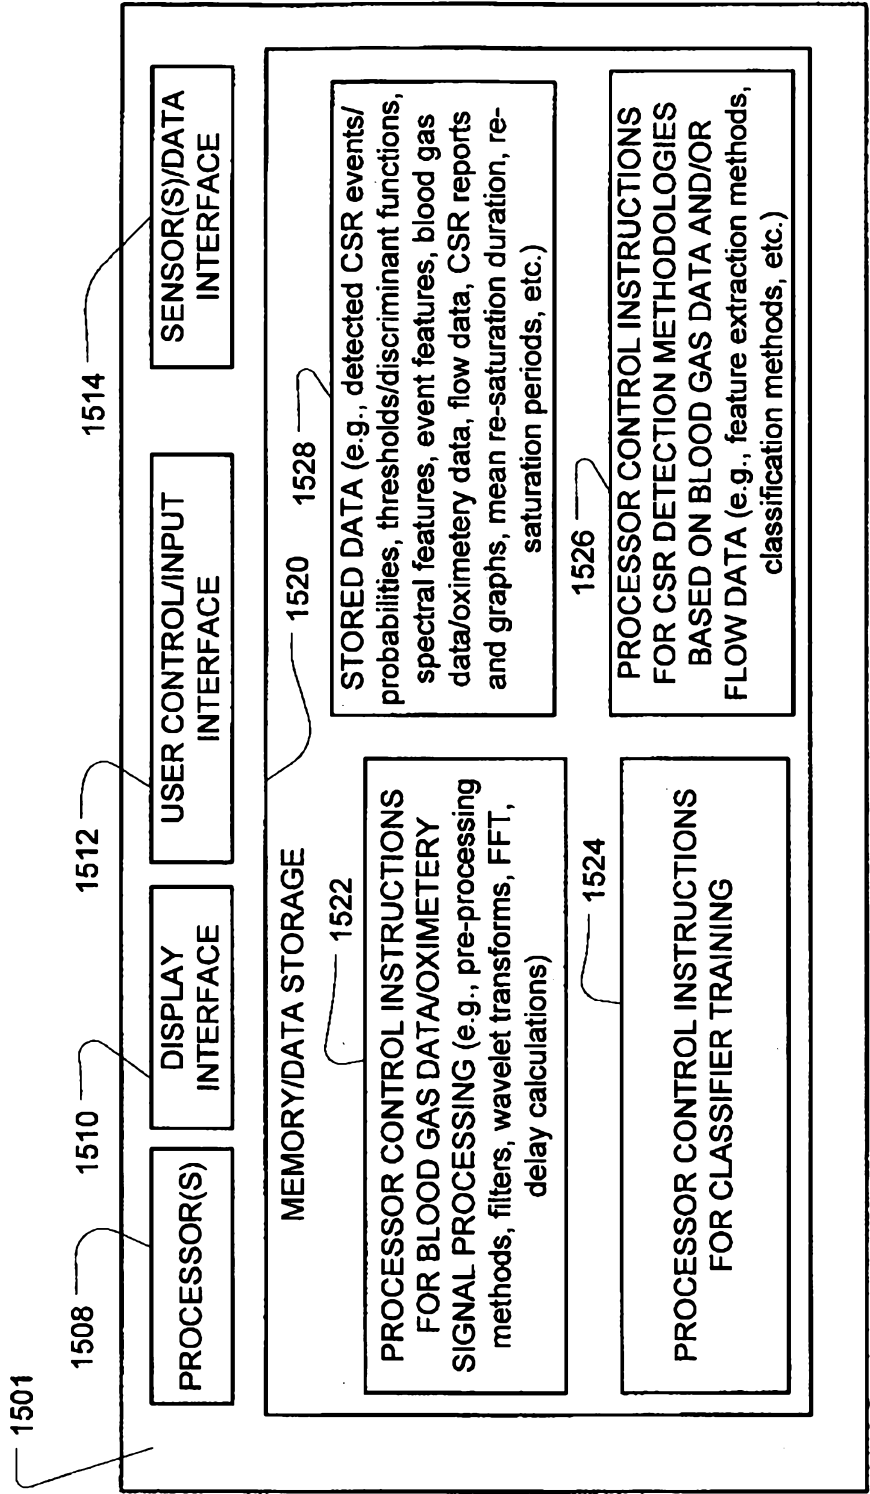 1501
1508
PROCESSOR(S)
1510
DISPLAY
INTERFACE
1512
USER CONTROL/INPUT
INTERFACE
1514
SENSOR(S)/DATA
INTERFACE
MEMORY/DATA STORAGE
1520
1522
PROCESSOR CONTROL INSTRUCTIONS
FOR BLOOD GAS DATA/OXIMETERY
SIGNAL PROCESSING (e.g., pre-processing
methods, filters, wavelet transforms, FFT,
delay calculations)
1528
STORED DATA (e.g., detected CSR events/
probabilities, thresholds/discriminant functions,
spectral features, event features, blood gas
data/oximetery data, flow data, CSR reports
and graphs, mean re-saturation duration, re-
saturation periods, etc.)
1524
PROCESSOR CONTROL INSTRUCTIONS
FOR CLASSIFIER TRAINING
1526
PROCESSOR CONTROL INSTRUCTIONS
FOR CSR DETECTION METHODOLOGIES
BASED ON BLOOD GAS DATA AND/OR
FLOW DATA (e.g., feature extraction methods,
classification methods, etc.)